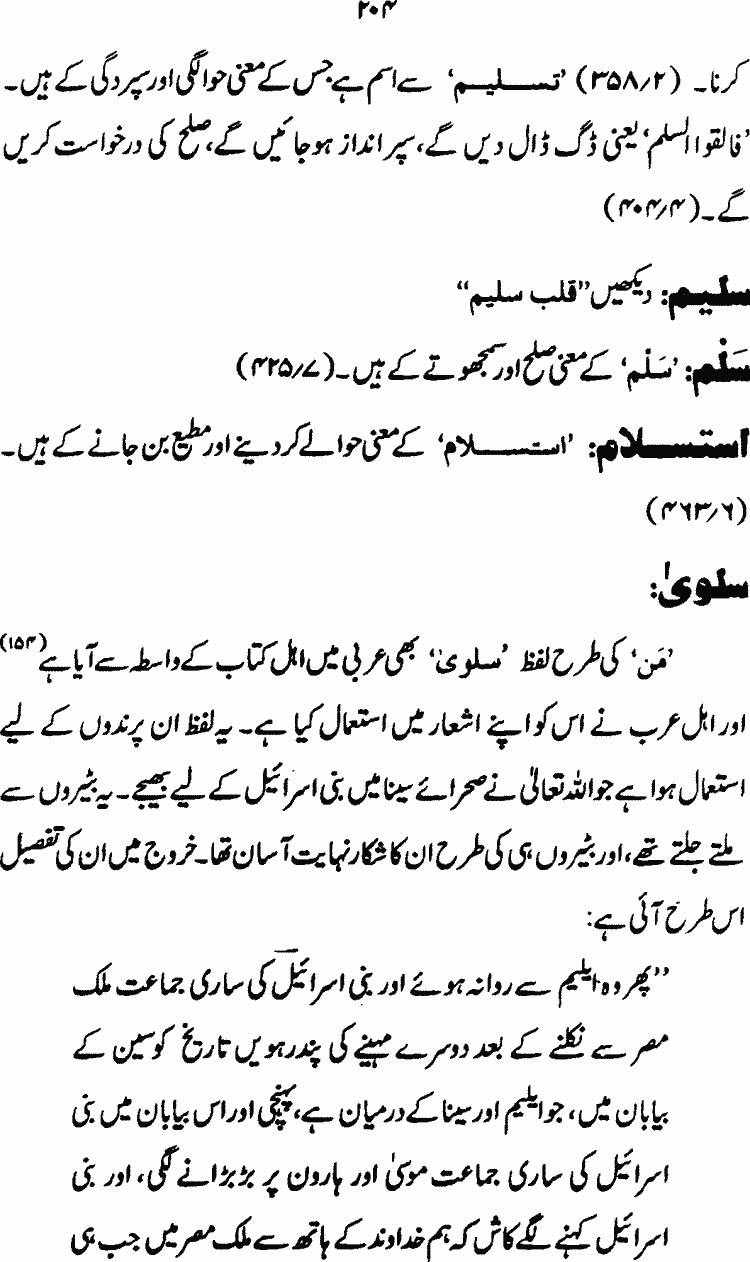 ۲۰۴
کرنا۔ (۳۵۸/۲) ’تسلیم‘ سے اسم ہے جس کے معنی حوالگی اور سپردگی کے ہیں۔
’فالقوا السلم‘ یعنی ڈگ ڈال دیں گے، سپر انداز ہوجائیں گے، صلح کی درخواست کریں
گے۔ (۴۰۴/۴)
سلیم: دیکھیں ”قلب سلیم“
سَلْم: ’سَلْم‘ کے معنی صلح اور سمجھوتے کے ہیں۔ (۴۲۵/۷)
استسلام: ’استسلام‘ کے معنی حوالے کر دینے اور مطیع بن جانے کے ہیں۔
(۴۶۳/۶)
سلویٰ:
’مَن‘ کی طرح لفظ ’سلویٰ‘ بھی عربی میں اہل کتاب کے واسطہ سے آیا ہے (۱۵۴)
اور اہل عرب نے اس کو اپنے اشعار میں استعمال کیا ہے۔ یہ لفظ ان پرندوں کے لیے
استعمال ہوا ہے جو اللہ تعالیٰ نے صحرائے سینا میں بنی اسرائیل کے لیے بھیجے۔ یہ بٹیروں سے
ملتے جلتے تھے، اور بٹیروں ہی کی طرح ان کا شکار نہایت آسان تھا۔ خروج میں ان کی تفصیل
اس طرح آئی ہے:
”پھر وہ ایلیم سے روانہ ہوئے اور بنی اسرائیل کی ساری جماعت ملک
مصر سے نکلنے کے بعد دوسرے مہینے کی پندرہویں تاریخ کو سین کے
بیابان میں، جو ایلیم اور سینا کے درمیان ہے، پہنچی اور اس بیابان میں بنی
اسرائیل کی ساری جماعت موسیٰ اور ہارون پر بڑبڑانے لگی، اور بنی
اسرائیل کہنے لگے کاش کہ ہم خداوند کے ہاتھ سے ملک مصر میں جب ہی